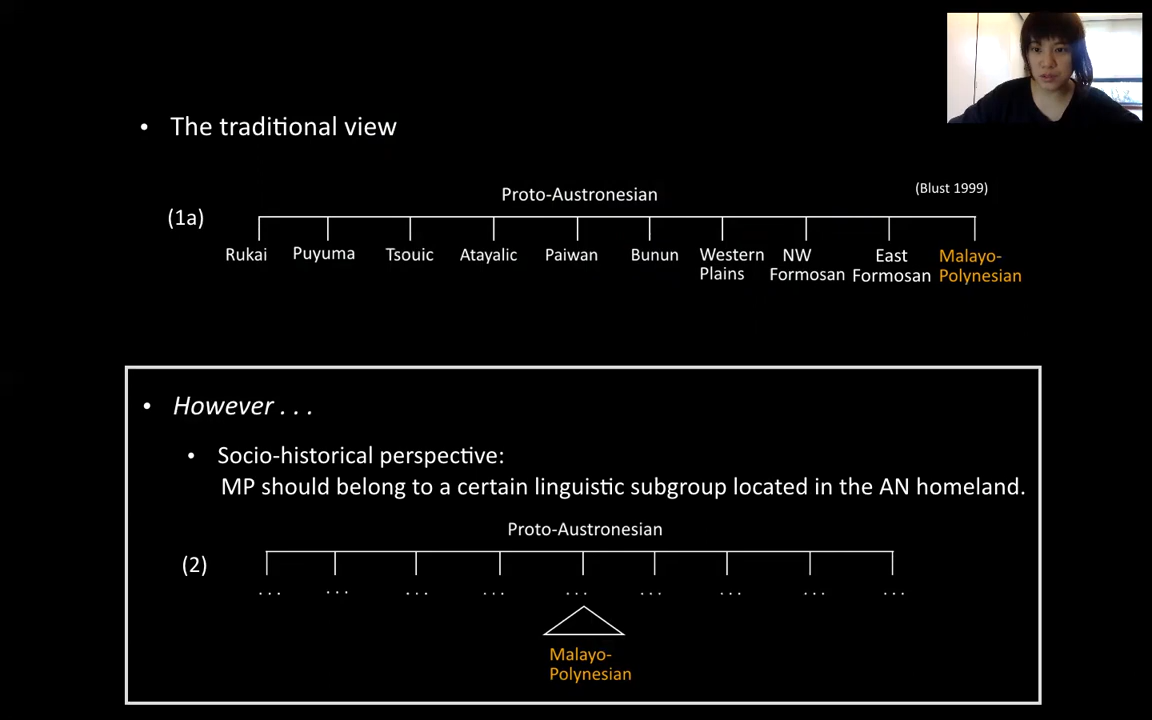 • The traditional view
Proto-Austronesian
(Blust 1999)
(1a)
Rukai Puyuma Tsouic Atayalic Paiwan Bunun Western Plains NW Formosan East Formosan Malayo-Polynesian
• However . . .
• Socio-historical perspective:
MP should belong to a certain linguistic subgroup located in the AN homeland.
Proto-Austronesian
(2)
. . . . . . . . . . . . . . . . . . . . . . . . . . .
Malayo-
Polynesian